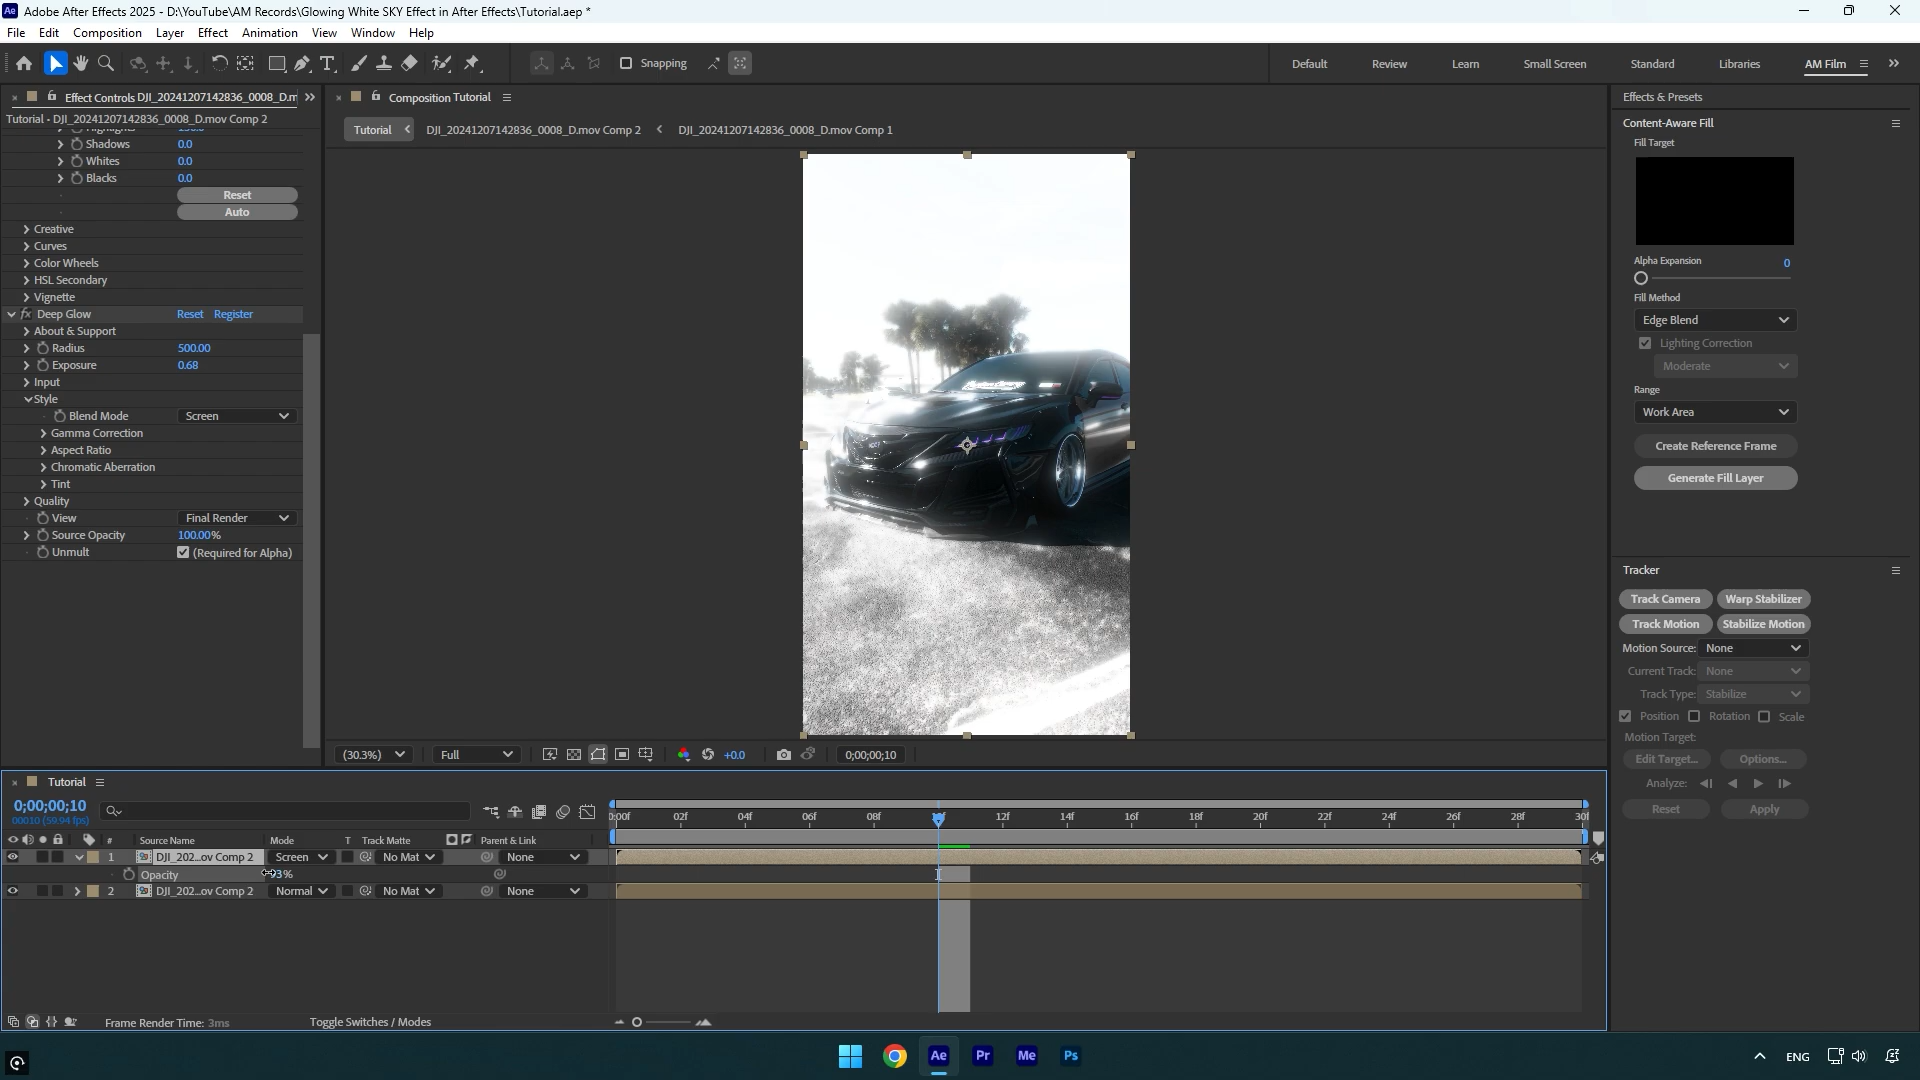 Adobe After Effects 2025 - D:\YouTube\AM Records\Glowing White SKY Effect in After Effects\Tutorial.aep *
File Edit Composition Layer Effect Animation View Window Help
Snapping
Default Review Learn Small Screen Standard Libraries AM Film
Effect Controls DJI_20241207142836_0008_D.m
Composition Tutorial
Effects & Presets
Tutorial • DJI_20241207142836_0008_D.mov Comp 2
Tutorial DJI_20241207142836_0008_D.mov Comp 2 DJI_20241207142836_0008_D.mov Comp 1
Shadows 0.0
Whites 0.0
Blacks 0.0
Reset
Auto
Creative
Curves
Color Wheels
HSL Secondary
Vignette
Deep Glow Reset Register
About & Support
Radius 500.00
Exposure 0.68
Input
Style
Blend Mode Screen
Gamma Correction
Aspect Ratio
Chromatic Aberration
Tint
Quality
View Final Render
Source Opacity 100.00%
Unmult (Required for Alpha)
Content-Aware Fill
Fill Target
Alpha Expansion 0
Fill Method
Edge Blend
Lighting Correction
Moderate
Range
Work Area
Create Reference Frame
Generate Fill Layer
Tracker
Track Camera Warp Stabilizer
Track Motion Stabilize Motion
Motion Source: None
Current Track: None
Track Type: Stabilize
Position Rotation Scale
Motion Target:
Edit Target... Options...
Analyze:
Reset Apply
(30.3%) Full +0.0 0;00;00;10
Tutorial
0;00;00;10
00010 (59.94 fps)
0:00f 02f 04f 06f 08f 12f 14f 16f 18f 20f 22f 24f 26f 28f 30f
# Source Name Mode T Track Matte Parent & Link
1 DJI_202...ov Comp 2 Screen No Mat None
Opacity
2 DJI_202...ov Comp 2 Normal No Mat None
Frame Render Time: 3ms Toggle Switches / Modes
Ae Pr Me Ps
ENG